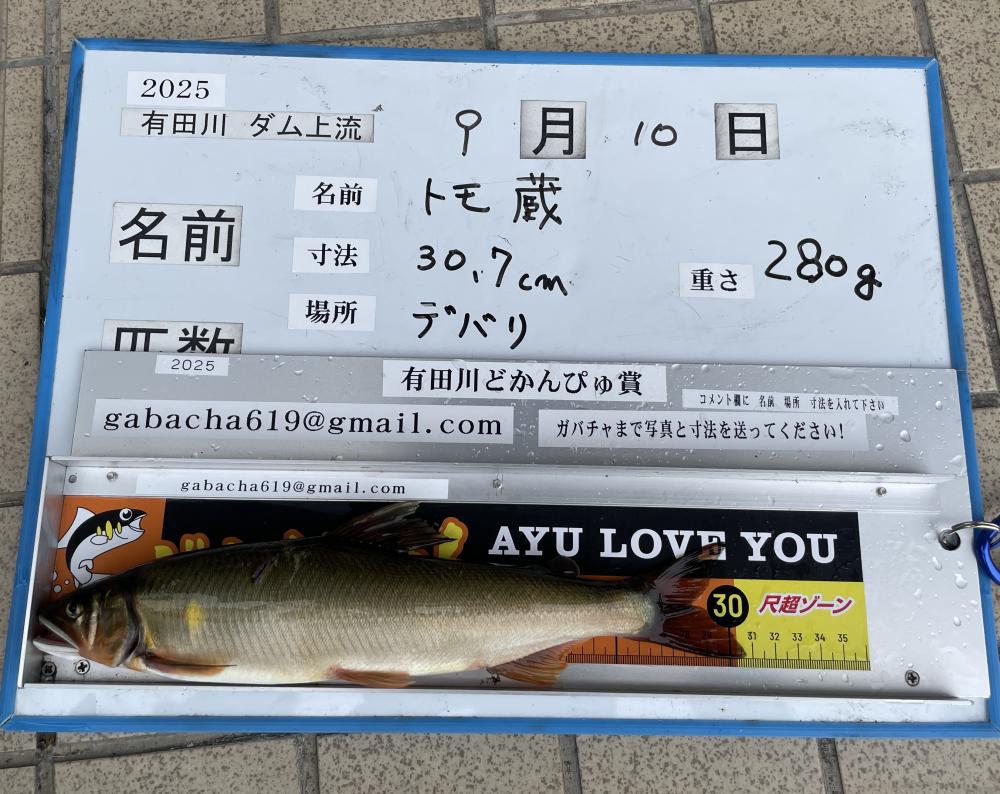 2025
有田川 ダム上流
9月10日
名前
名前 トモ蔵
寸法 30.7cm 重さ 280g
場所 デバリ
匹数
2025
有田川どかんぴゅ賞
コメント欄に 名前 場所 寸法を入れて下さい
gabacha619@gmail.com
ガバチャまで写真と寸法を送ってください!
gabacha619@gmail.com
AYU LOVE YOU
30 尺超ゾーン
31 32 33 34 35